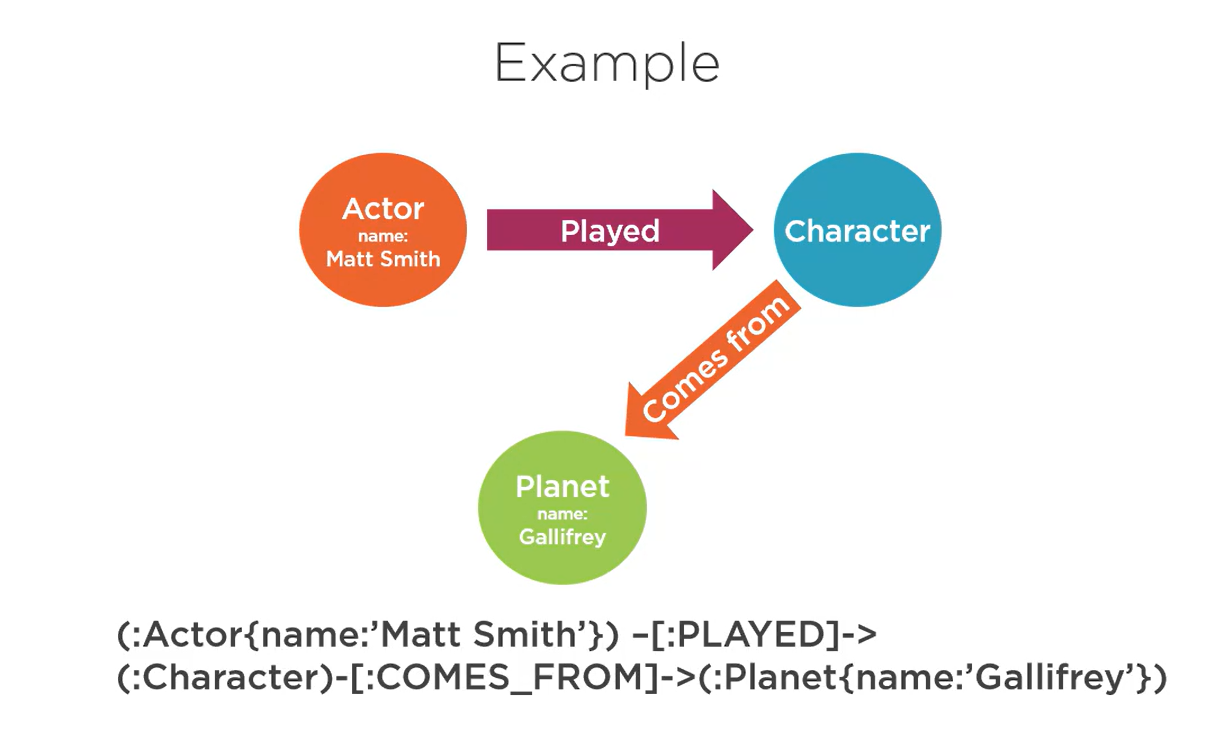 Example
Actor
name:
Matt Smith
Played
Character
Comes from
Planet
name:
Gallifrey
(:Actor{name:’Matt Smith’}) –[:PLAYED]->
(:Character)-[:COMES_FROM]->(:Planet{name:’Gallifrey’})